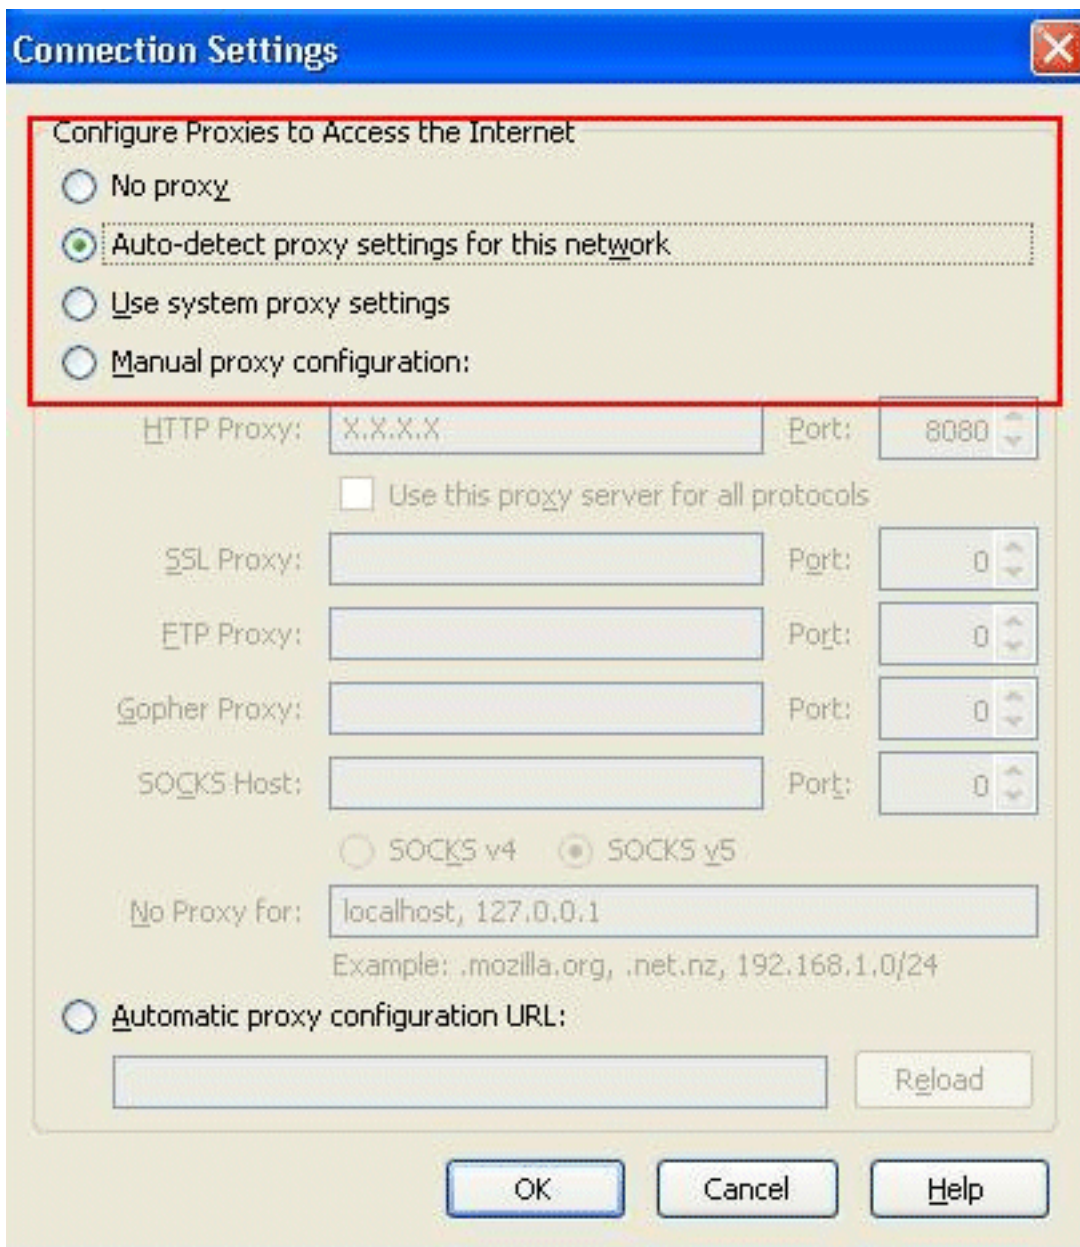 Connection Settings
Configure Proxies to Access the Internet
No proxy
Auto-detect proxy settings for this network
Use system proxy settings
Manual proxy configuration:
HTTP Proxy: X.X.X.X Port: 8080
Use this proxy server for all protocols
SSL Proxy: Port: 0
FTP Proxy: Port: 0
Gopher Proxy: Port: 0
SOCKS Host: Port: 0
SOCKS v4 SOCKS v5
No Proxy for: localhost, 127.0.0.1
Example: .mozilla.org, .net.nz, 192.168.1.0/24
Automatic proxy configuration URL:
Reload
OK Cancel Help